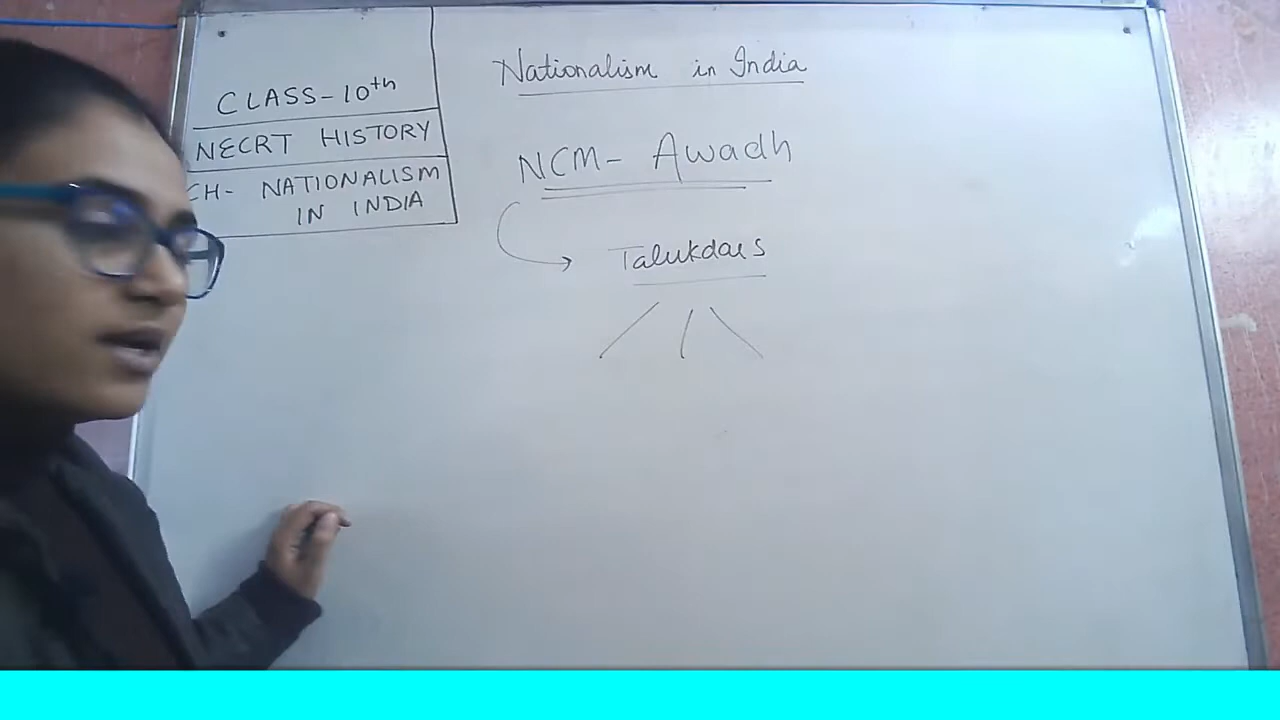 CLASS-10th
NECRT HISTORY
CH- NATIONALISM
IN INDIA
Nationalism in India
NCM- Awadh
Talukdars